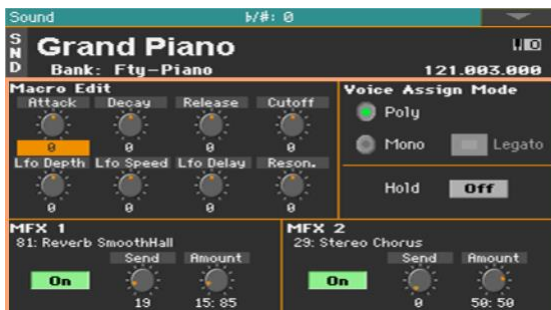 Sound ♭/#: 0
SND
Grand Piano
Bank: Fty-Piano 121.003.000
Macro Edit
Attack Decay Release Cutoff
0 0 0 0
Lfo Depth Lfo Speed Lfo Delay Reson.
0 0 0 0
Voice Assign Mode
Poly
Mono Legato
Hold Off
MFX 1
81: Reverb SmoothHall
Send Amount
On
19 15:85
MFX 2
29: Stereo Chorus
Send Amount
On
0 50:50